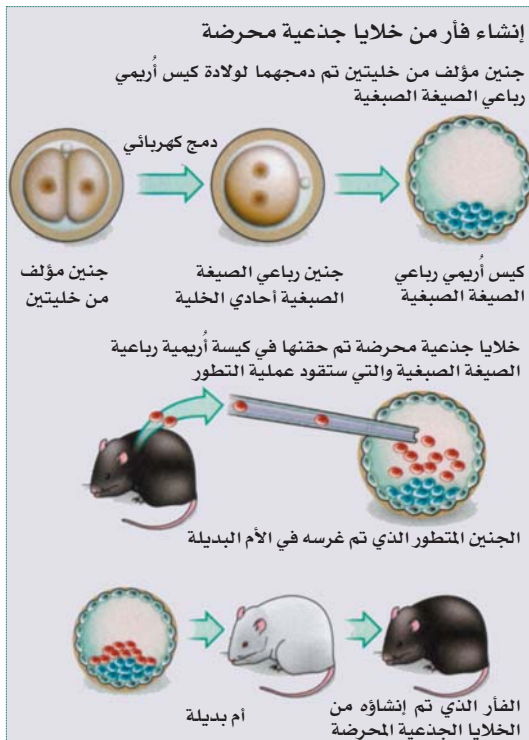 إنشاء فأر من خلايا جذعية محرضة
جنين مؤلف من خليتين تم دمجهما لولادة كيس أُريمي
رباعي الصيغة الصبغية
دمج كهربائي
جنين مؤلف
من خليتين
جنين رباعي الصيغة
الصبغية أحادي الخلية
كيس أُريمي رباعي
الصيغة الصبغية
خلايا جذعية محرضة تم حقنها في كيسة أُريمية رباعية
الصيغة الصبغية والتي ستقود عملية التطور
الجنين المتطور الذي تم غرسه في الأم البديلة
أم بديلة
الفأر الذي تم إنشاؤه من
الخلايا الجذعية المحرضة